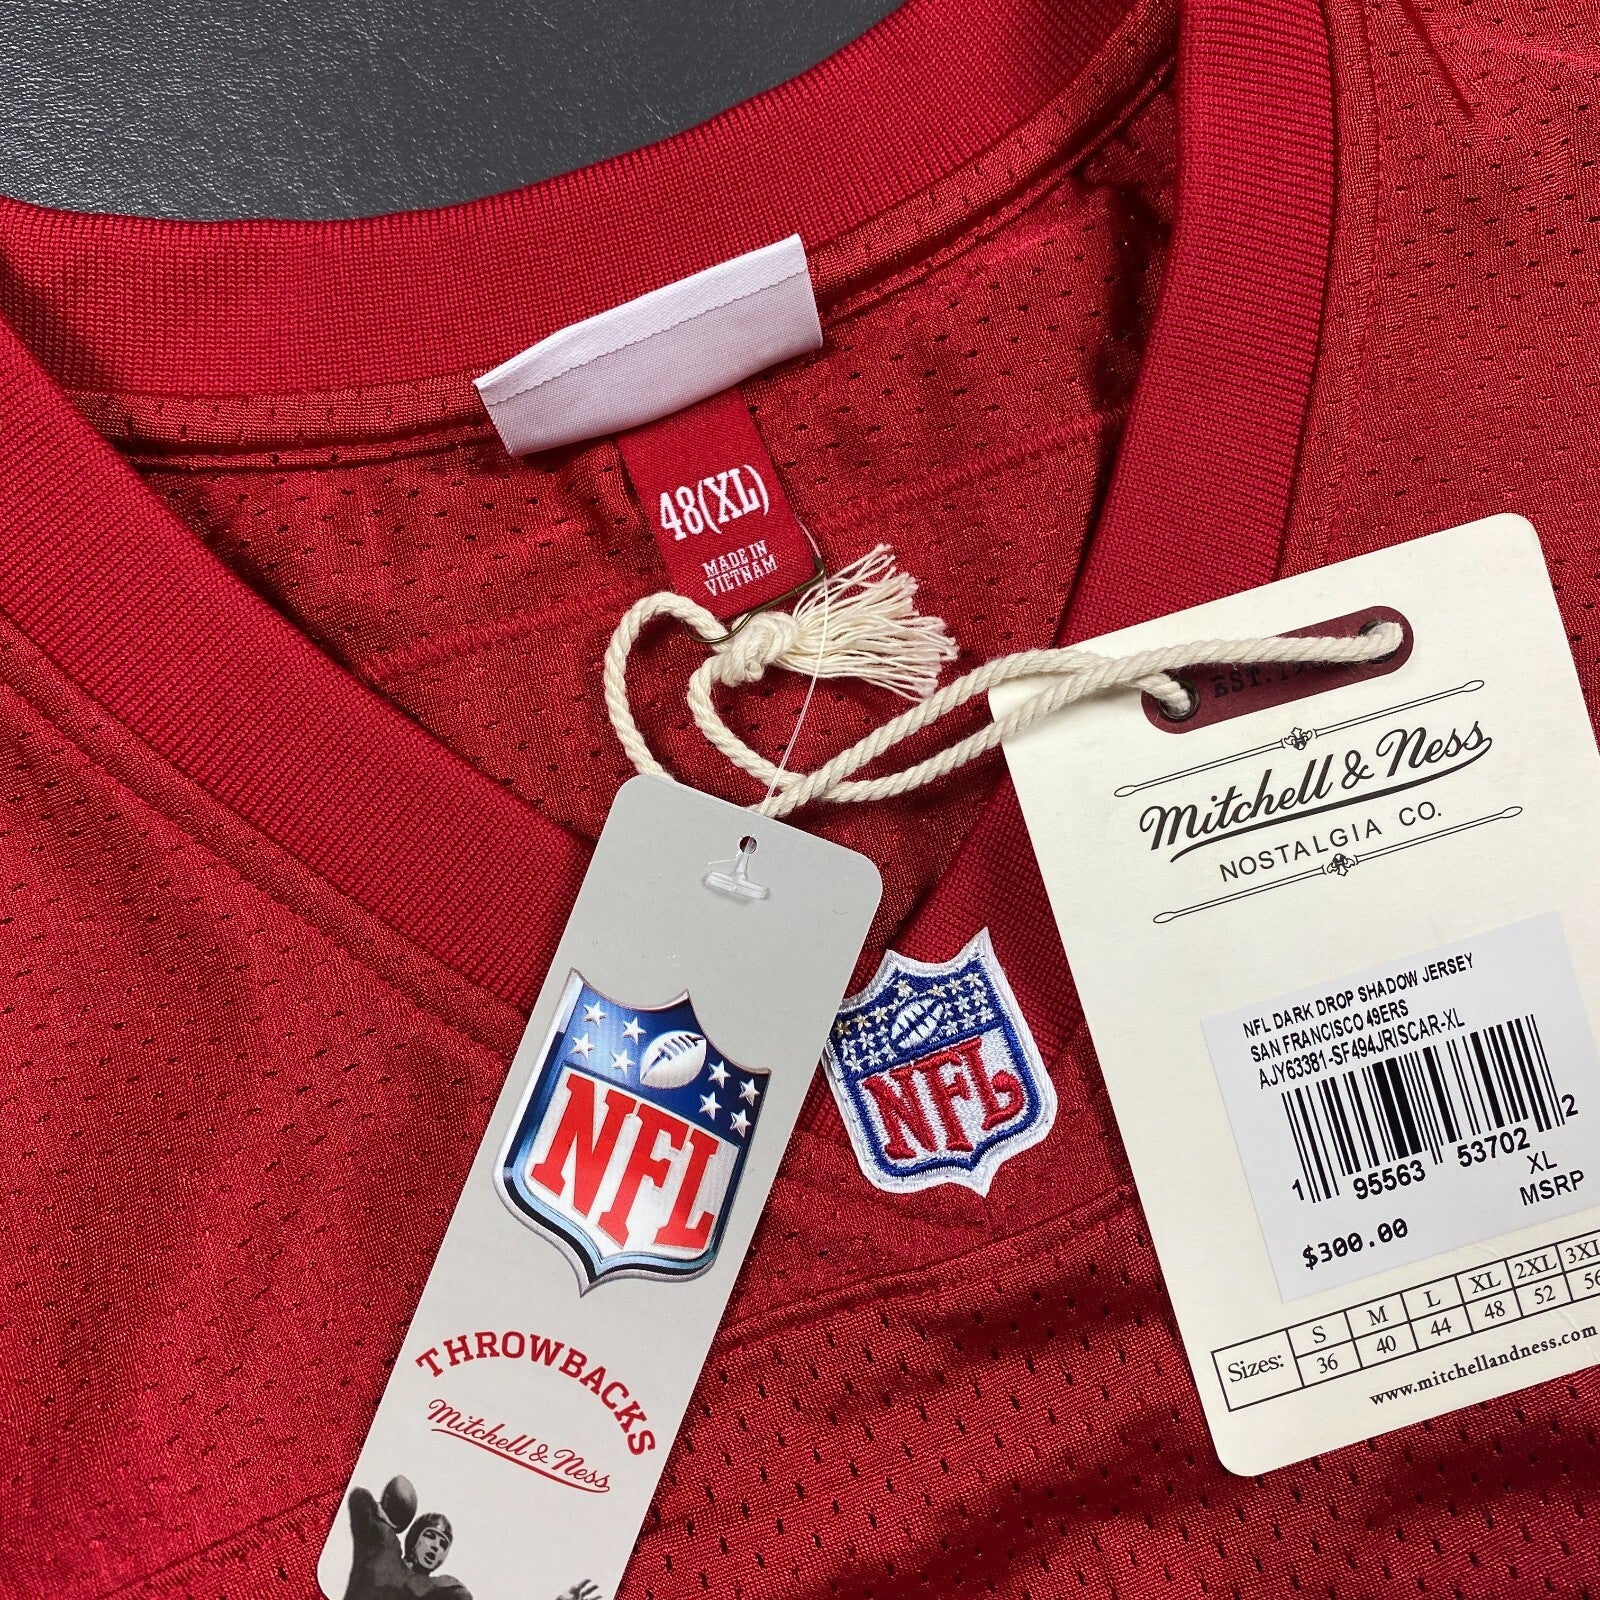 48(XL)
MADE IN
VIETNAM
EST.
Mitchell & Ness
NOSTALGIA CO.
NFL DARK DROP SHADOW JERSEY
SAN FRANCISCO 49ERS
AJY63381-SF494JRISCAR-XL
1 95563 53702 2
XL
$300.00 MSRP
Sizes: S M L XL 2XL 3XL
36 40 44 48 52 56
www.mitchellandness.com
NFL
THROWBACKS
Mitchell & Ness
NFL